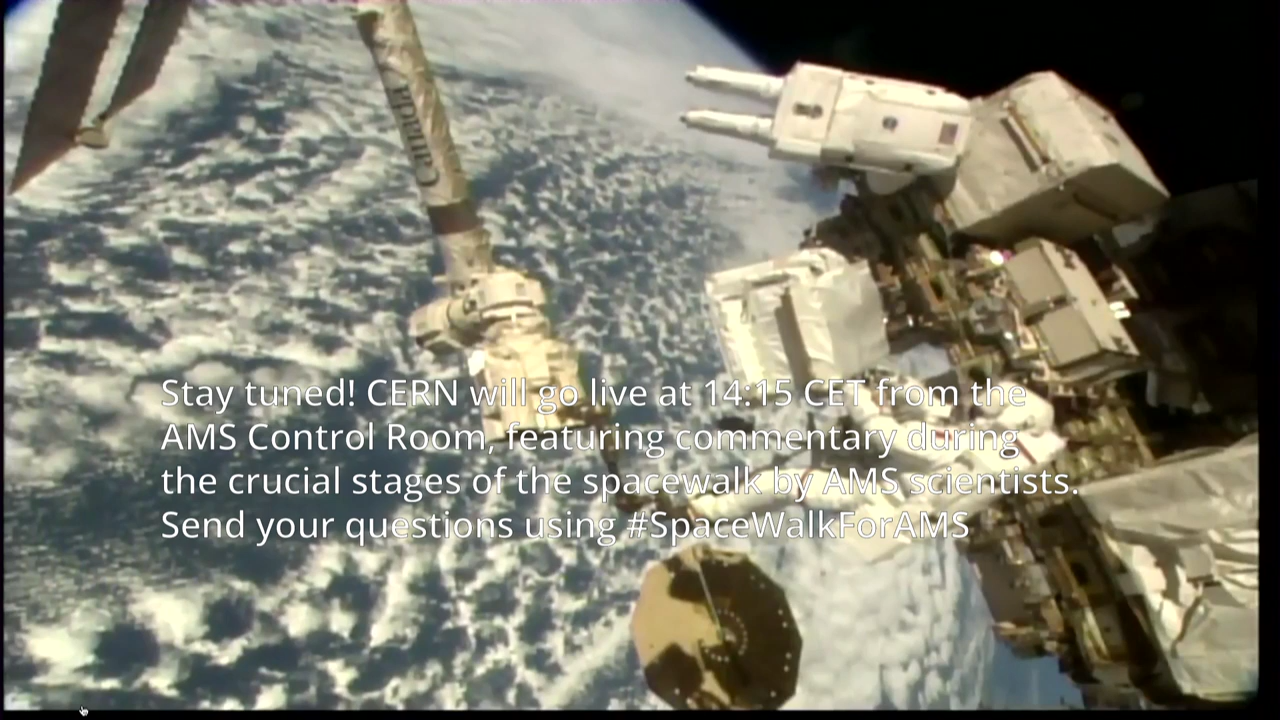 Canada
Stay tuned! CERN will go live at 14:15 CET from the
AMS Control Room, featuring commentary during
the crucial stages of the spacewalk by AMS scientists.
Send your questions using #SpaceWalkForAMS